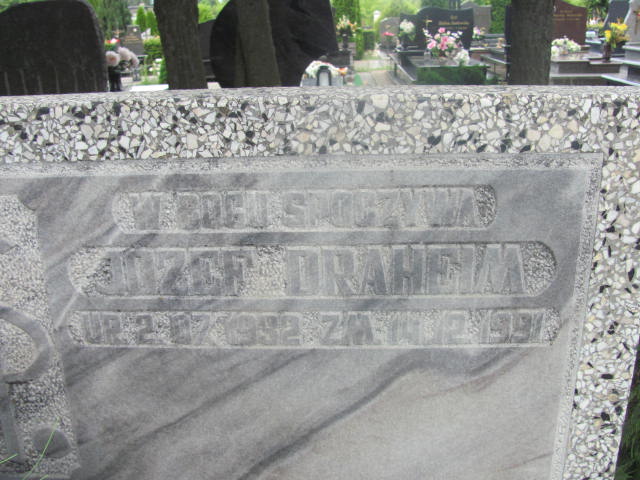 W BOGU SPOCZYWA
JÓZEF DRAHEIM
UR. 2.07.1932 ZM. 14.12.1991